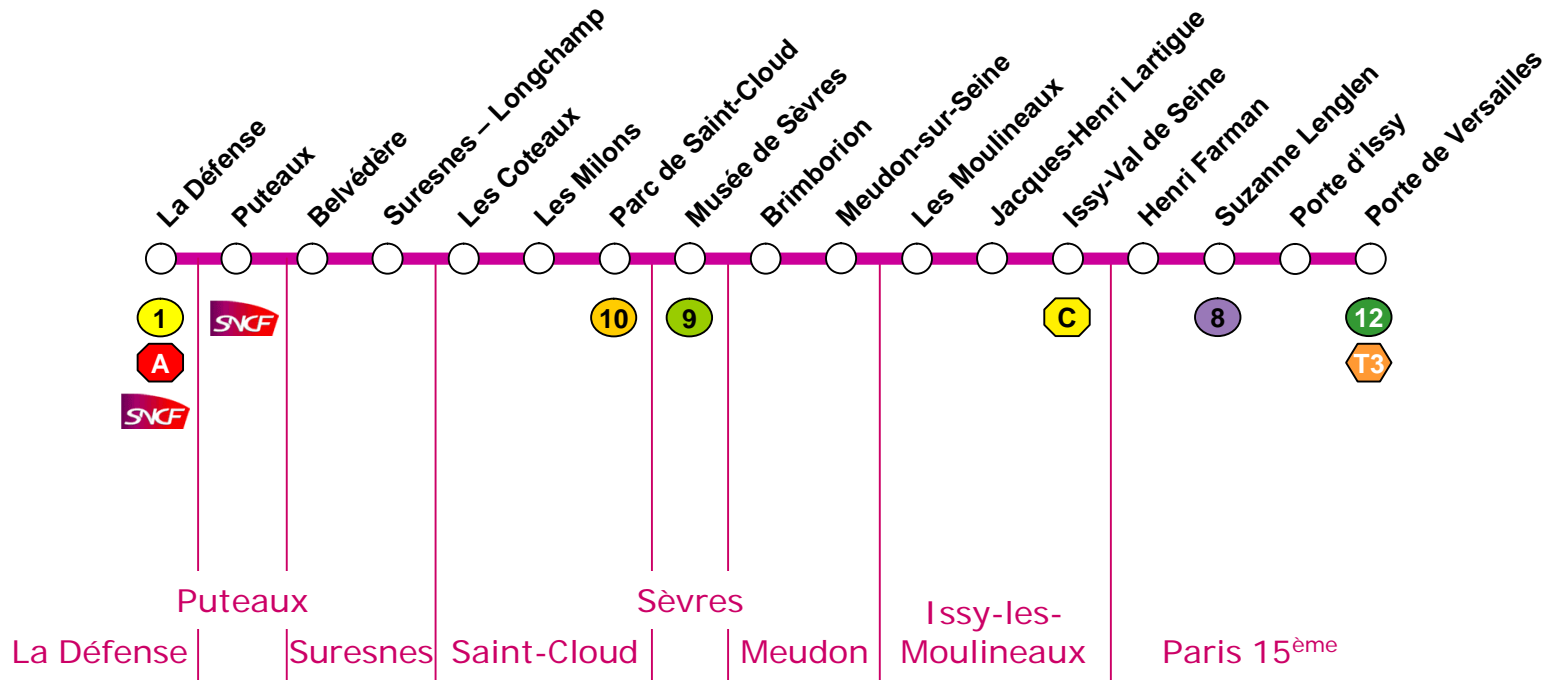 La Défense
Puteaux
Belvédère
Suresnes – Longchamp
Les Coteaux
Les Milons
Parc de Saint-Cloud
Musée de Sèvres
Brimborion
Meudon-sur-Seine
Les Moulineaux
Jacques-Henri Lartigue
Issy-Val de Seine
Henri Farman
Suzanne Lenglen
Porte d'Issy
Porte de Versailles
1
A
SNCF
SNCF
10
9
C
8
12
T3
La Défense
Puteaux
Suresnes
Saint-Cloud
Sèvres
Meudon
Issy-les-
Moulineaux
Paris 15ème